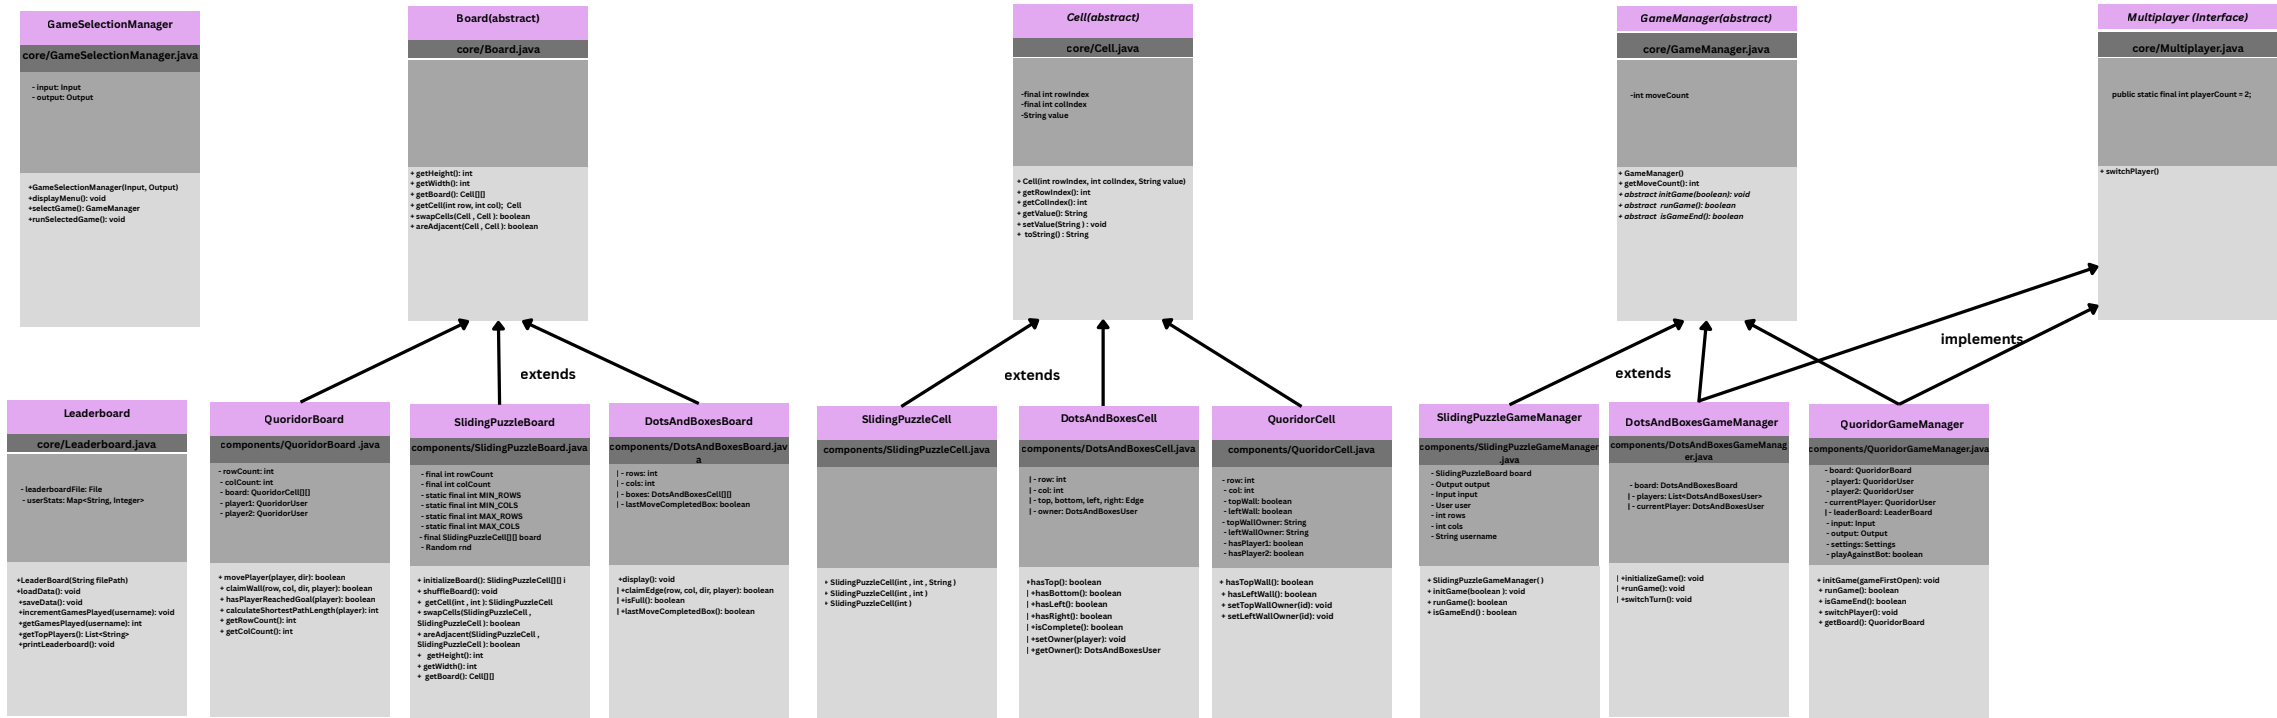 GameSelectionManager
core/GameSelectionManager.java
- input: Input
- output: Output
+GameSelectionManager(Input, Output)
+displayMenu(): void
+selectGame(): GameManager
+runSelectedGame(): void
Board(abstract)
core/Board.java
+ getHeight(): int
+ getWidth(): int
+ getBoard(): Cell[][]
+ getCell(int row, int col); Cell
+ swapCells(Cell , Cell ): boolean
+ areAdjacent(Cell , Cell ): boolean
Cell(abstract)
core/Cell.java
-final int rowIndex
-final int colIndex
-String value
+ Cell(int rowIndex, int colIndex, String value)
+ getRowIndex(): int
+ getColIndex(): int
+ getValue(): String
+ setValue(String ) : void
+ toString() : String
GameManager(abstract)
core/GameManager.java
-int moveCount
+ GameManager()
+ getMoveCount(): int
+ abstract initGame(boolean): void
+ abstract runGame(): boolean
+ abstract isGameEnd(): boolean
Multiplayer (Interface)
core/Multiplayer.java
public static final int playerCount = 2;
+ switchPlayer()
extends
extends
extends
implements
Leaderboard
core/Leaderboard.java
- leaderboardFile: File
- userStats: Map<String, Integer>
+LeaderBoard(String filePath)
+loadData(): void
+saveData(): void
+incrementGamesPlayed(username): void
+getGamesPlayed(username): int
+getTopPlayers(): List<String>
+printLeaderboard(): void
QuoridorBoard
components/QuoridorBoard .java
- rowCount: int
- colCount: int
- board: QuoridorCell[][]
- player1: QuoridorUser
- player2: QuoridorUser
+ movePlayer(player, dir): boolean
+ claimWall(row, col, dir, player): boolean
+ hasPlayerReachedGoal(player): boolean
+ calculateShortestPathLength(player): int
+ getRowCount(): int
+ getColCount(): int
SlidingPuzzleBoard
components/SlidingPuzzleBoard.java
- final int rowCount
- final int colCount
- static final int MIN_ROWS
- static final int MIN_COLS
- static final int MAX_ROWS
- static final int MAX_COLS
- final SlidingPuzzleCell[][] board
- Random rnd
+ initializeBoard(): SlidingPuzzleCell[][] i
+ shuffleBoard(): void
+ getCell(int , int ): SlidingPuzzleCell
+ swapCells(SlidingPuzzleCell ,
SlidingPuzzleCell ): boolean
+ areAdjacent(SlidingPuzzleCell ,
SlidingPuzzleCell ): boolean
+ getHeight(): int
+ getWidth(): int
+ getBoard(): Cell[][]
DotsAndBoxesBoard
components/DotsAndBoxesBoard.jav
a
| - rows: int
| - cols: int
| - boxes: DotsAndBoxesCell[][]
| - lastMoveCompletedBox: boolean
+display(): void
| +claimEdge(row, col, dir, player): boolean
| +isFull(): boolean
| +lastMoveCompletedBox(): boolean
SlidingPuzzleCell
components/SlidingPuzzleCell.java
+ SlidingPuzzleCell(int , int , String )
+ SlidingPuzzleCell(int , int )
+ SlidingPuzzleCell(int )
DotsAndBoxesCell
components/DotsAndBoxesCell.java
| - row: int
| - col: int
| - top, bottom, left, right: Edge
| - owner: DotsAndBoxesUser
+hasTop(): boolean
| +hasBottom(): boolean
| +hasLeft(): boolean
| +hasRight(): boolean
| +isComplete(): boolean
| +setOwner(player): void
| +getOwner(): DotsAndBoxesUser
QuoridorCell
components/QuoridorCell.java
- row: int
- col: int
- topWall: boolean
- leftWall: boolean
- topWallOwner: String
- leftWallOwner: String
- hasPlayer1: boolean
- hasPlayer2: boolean
+ hasTopWall(): boolean
+ hasLeftWall(): boolean
+ setTopWallOwner(id): void
+ setLeftWallOwner(id): void
SlidingPuzzleGameManager
components/SlidingPuzzleGameManager
.java
- SlidingPuzzleBoard board
- Output output
- Input input
- User user
- int rows
- int cols
- String username
+ SlidingPuzzleGameManager( )
+ initGame(boolean ): void
+ runGame(): boolean
+ isGameEnd() : boolean
DotsAndBoxesGameManager
components/DotsAndBoxesGameManag
er.java
- board: DotsAndBoxesBoard
| - players: List<DotsAndBoxesUser>
| - currentPlayer: DotsAndBoxesUser
| +initializeGame(): void
| +runGame(): void
| +switchTurn(): void
QuoridorGameManager
components/QuoridorGameManager.java
- board: QuoridorBoard
- player1: QuoridorUser
- player2: QuoridorUser
- currentPlayer: QuoridorUser
| - leaderBoard: LeaderBoard
- input: Input
- output: Output
- settings: Settings
- playAgainstBot: boolean
+ initGame(gameFirstOpen): void
+ runGame(): boolean
+ isGameEnd(): boolean
+ switchPlayer(): void
+ getBoard(): QuoridorBoard